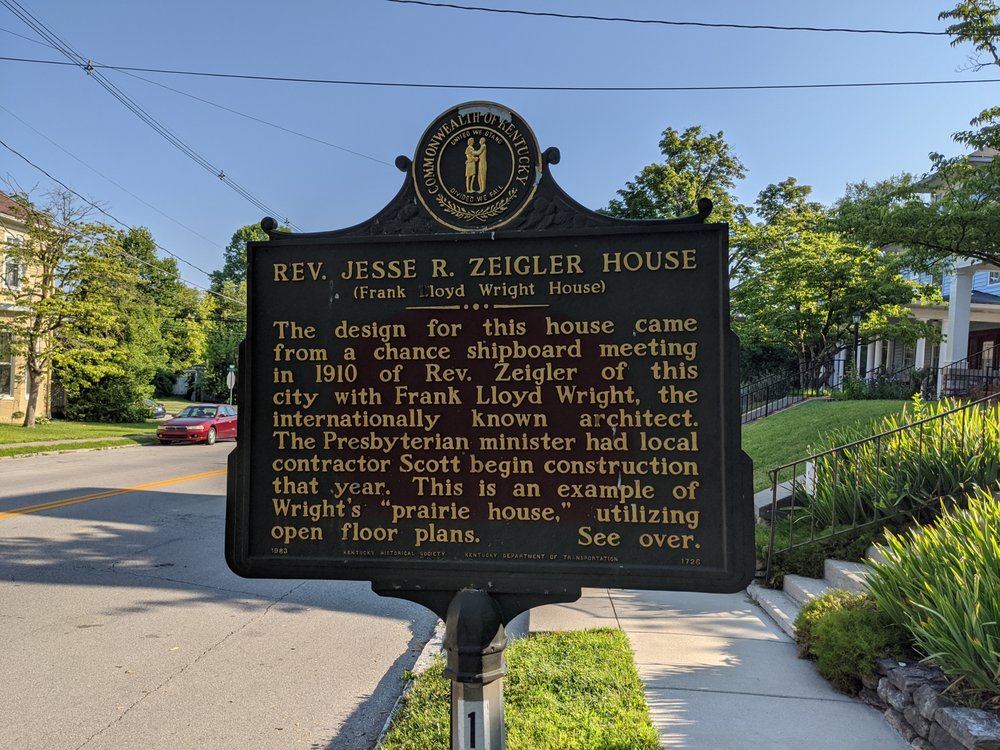 COMMONWEALTH OF KENTUCKY
UNITED WE STAND
DIVIDED WE FALL
REV. JESSE R. ZEIGLER HOUSE
(Frank Lloyd Wright House)
The design for this house came
from a chance shipboard meeting
in 1910 of Rev. Zeigler of this
city with Frank Lloyd Wright, the
internationally known architect.
The Presbyterian minister had local
contractor Scott begin construction
that year. This is an example of
Wright's “prairie house,” utilizing
open floor plans. See over.
1983 KENTUCKY HISTORICAL SOCIETY KENTUCKY DEPARTMENT OF TRANSPORTATION 1726
1